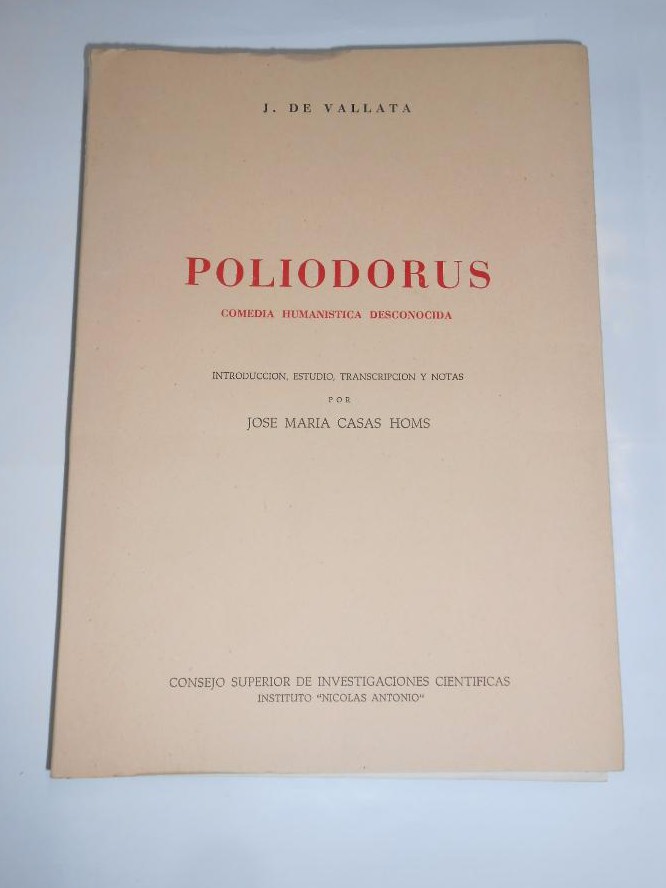 J. DE VALLATA
POLIODORUS
COMEDIA HUMANISTICA DESCONOCIDA
INTRODUCCION, ESTUDIO, TRANSCRIPCION Y NOTAS
POR
JOSE MARIA CASAS HOMS
CONSEJO SUPERIOR DE INVESTIGACIONES CIENTIFICAS
INSTITUTO "NICOLAS ANTONIO"